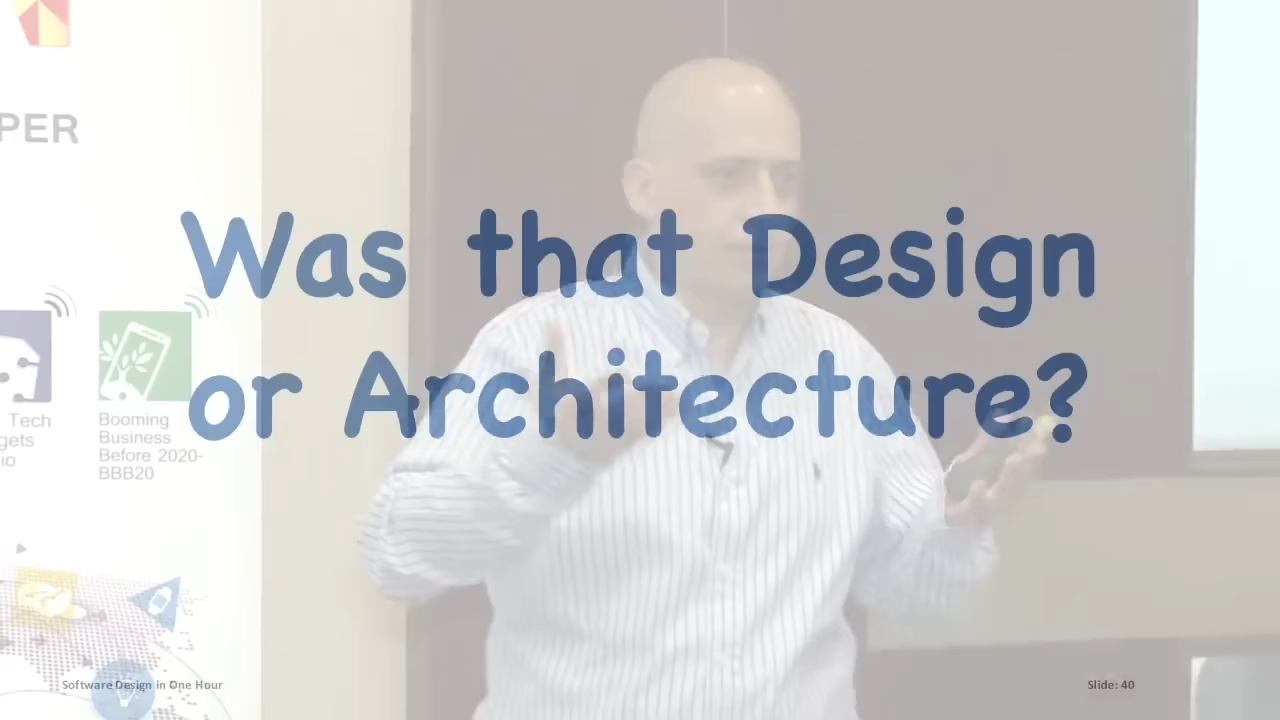 PER
Was that Design
or Architecture?
Tech
gets
io
Booming
Business
Before 2020-
BBB20
Software Design in One Hour
Slide: 40